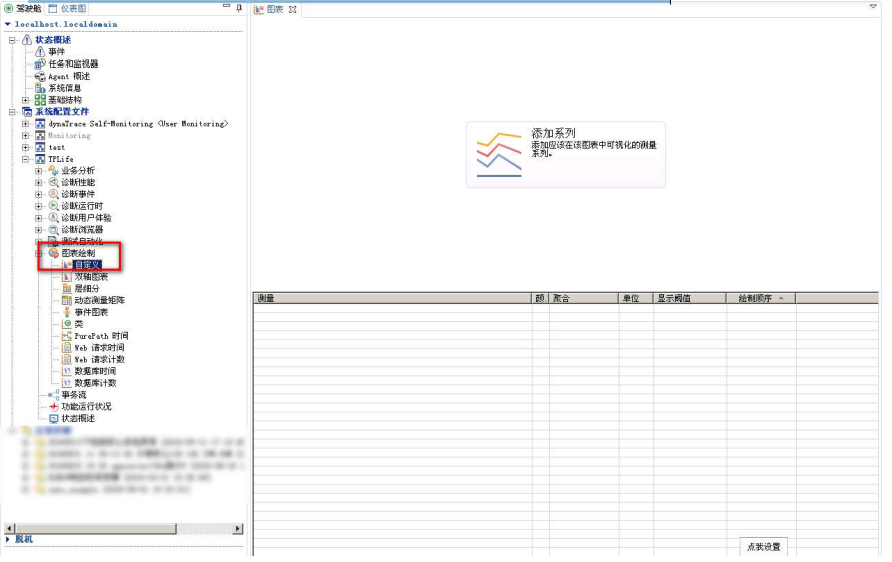 驾驶舱 仪表图
图表
localhost.localdomain
状态概述
事件
任务和监视器
Agent 概述
系统信息
基础结构
系统配置文件
dynaTrace Self-Monitoring <User Monitoring>
Monitoring
test
TPLife
业务分析
诊断性能
诊断事件
诊断运行时
诊断用户体验
诊断浏览器
测试自动化
图表绘制
自定义
双轴图表
层细分
动态测量矩阵
事件图表
类
PurePath 时间
Web 请求时间
Web 请求计数
数据库时间
数据库计数
事务流
功能运行状况
状态概述
脱机
添加系列
添加应该在该图表中可视化的测量
系列。
测量 颜. 聚合 单位 显示阈值 绘制顺序
点我设置